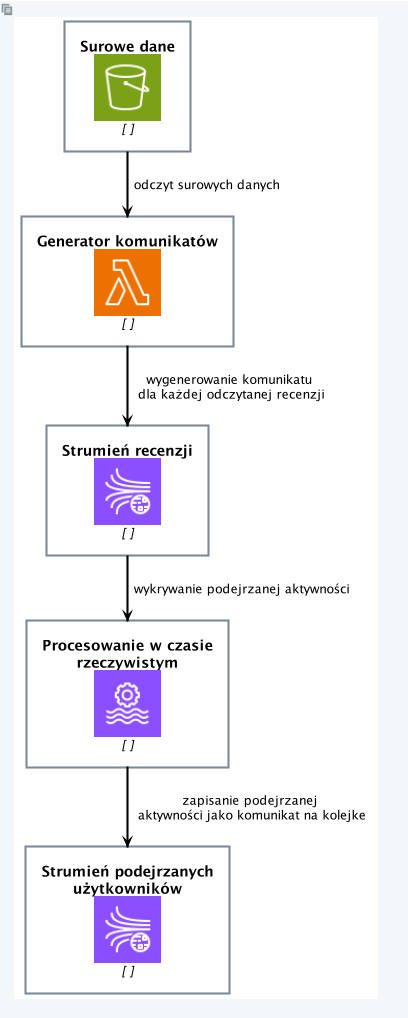 Surowe dane
[ ]
odczyt surowych danych
Generator komunikatów
[ ]
wygenerowanie komunikatu
dla każdej odczytanej recenzji
Strumień recenzji
[ ]
wykrywanie podejrzanej aktywności
Procesowanie w czasie
rzeczywistym
[ ]
zapisanie podejrzanej
aktywności jako komunikat na kolejke
Strumień podejrzanych
użytkowników
[ ]